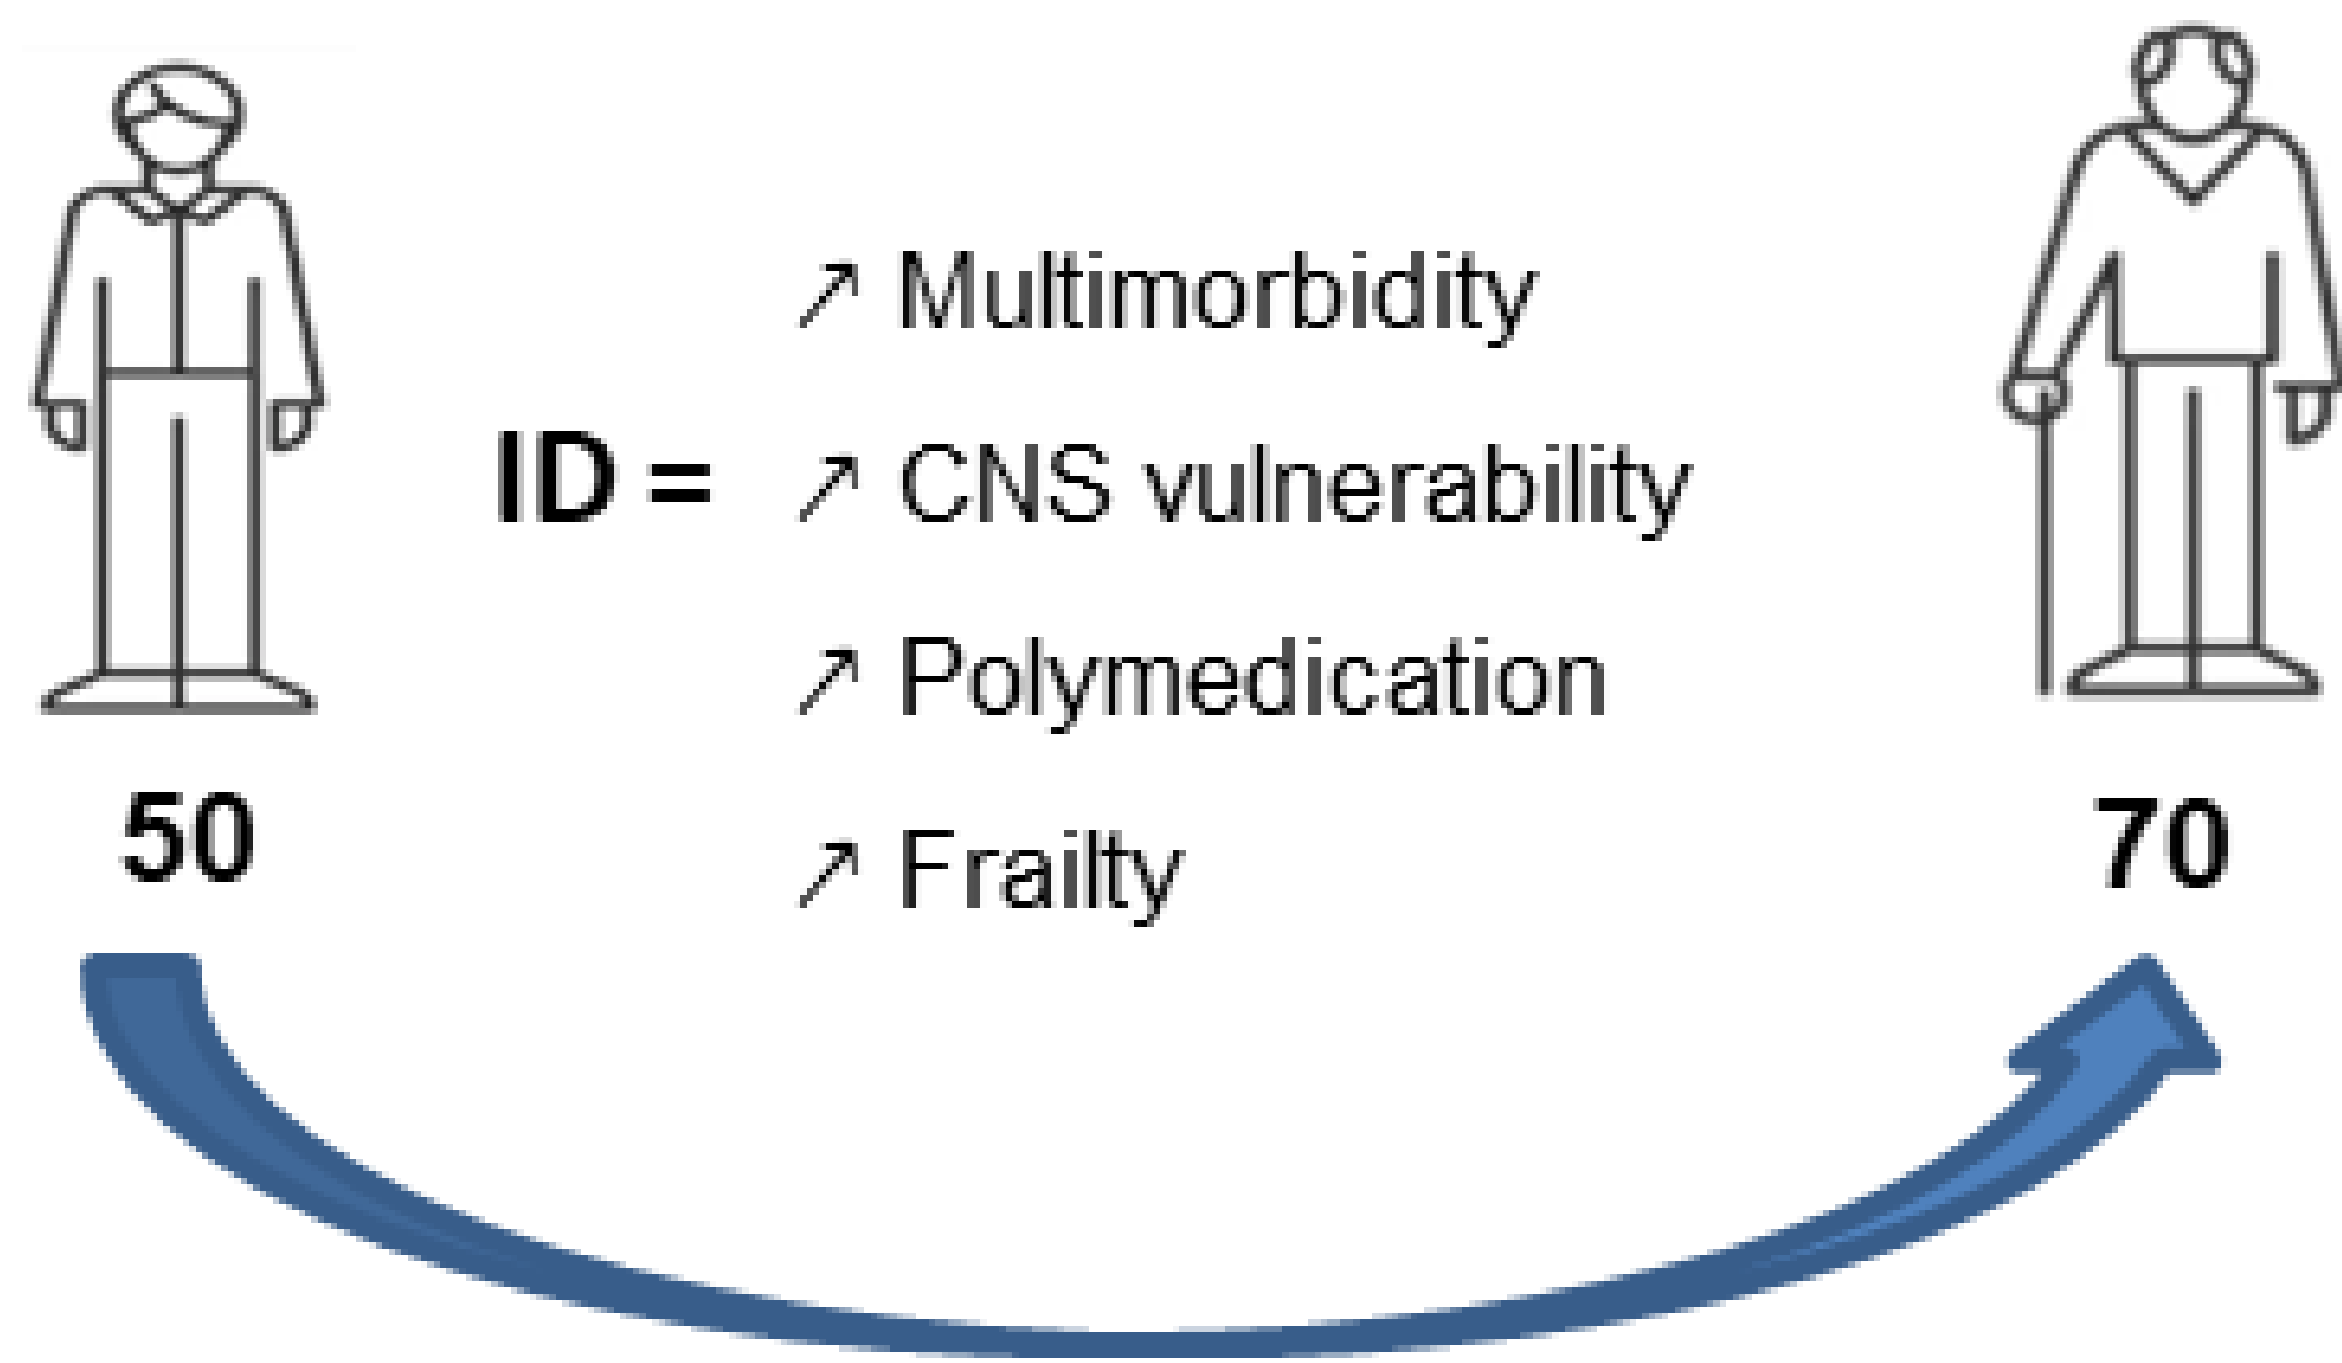 ↗ Multimorbidity
ID = ↗ CNS vulnerability
↗ Polymedication
↗ Frailty
50
70